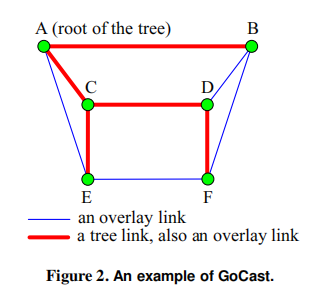 A (root of the tree) B
C D
E F
an overlay link
a tree link, also an overlay link
Figure 2. An example of GoCast.